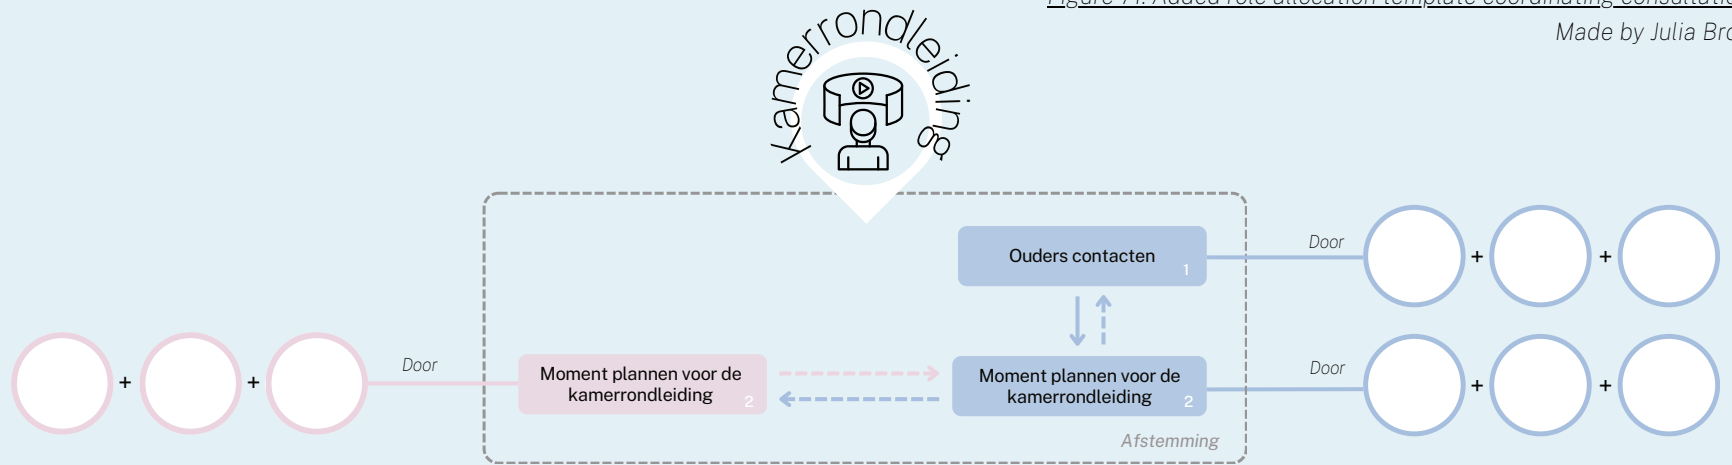 Made by Julia Bro
kamerrondleiding
Ouders contacten
1
Door
+
+
Door
Moment plannen voor de
kamerrondleiding
2
Moment plannen voor de
kamerrondleiding
2
Door
+
+
+
+
Afstemming